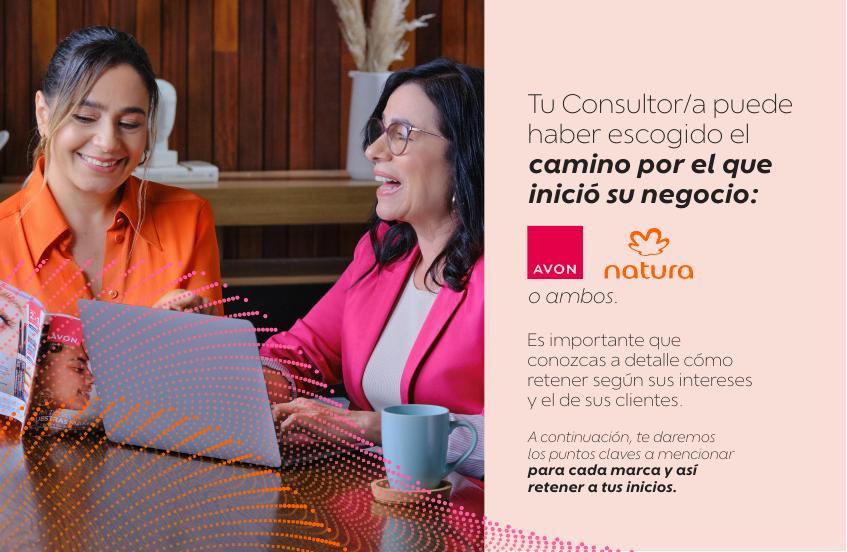 Tu Consultor/a puede
haber escogido el
camino por el que
inició su negocio:
AVON
natura
o ambos.
Es importante que
conozcas a detalle cómo
retener según sus intereses
y el de sus clientes.
A continuación, te daremos
los puntos claves a mencionar
para cada marca y así
retener a tus inicios.
AVON